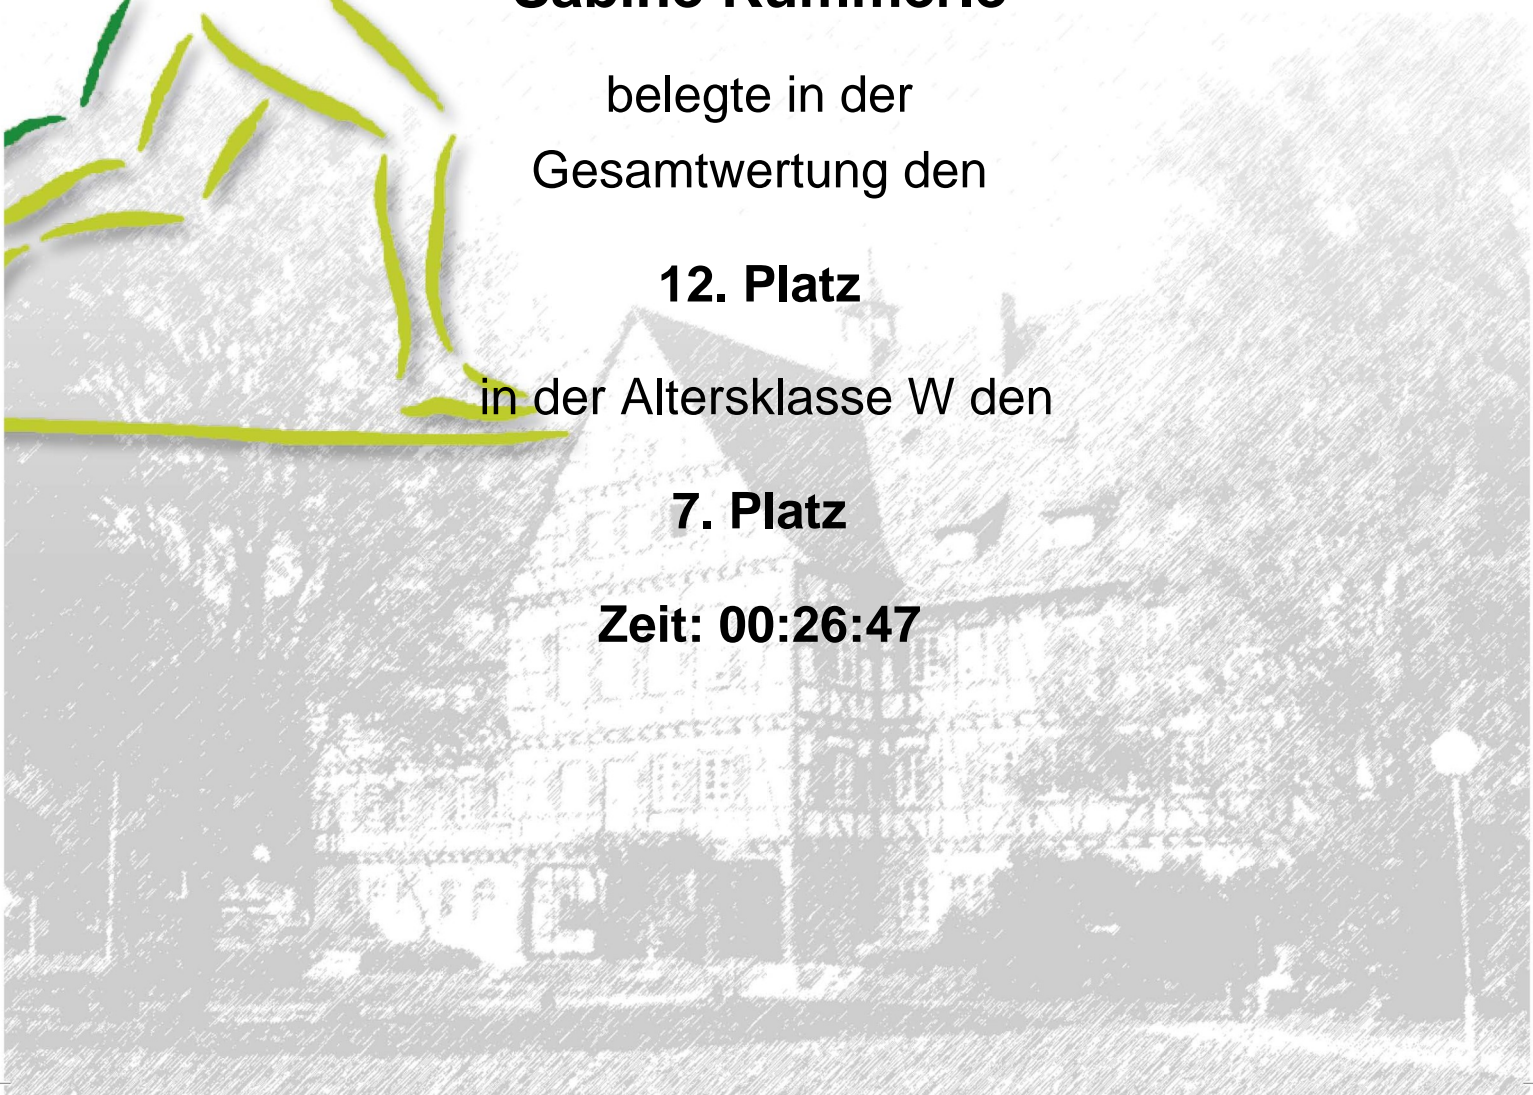 belegte in der
Gesamtwertung den
12. Platz
in der Altersklasse W den
7. Platz
Zeit: 00:26:47